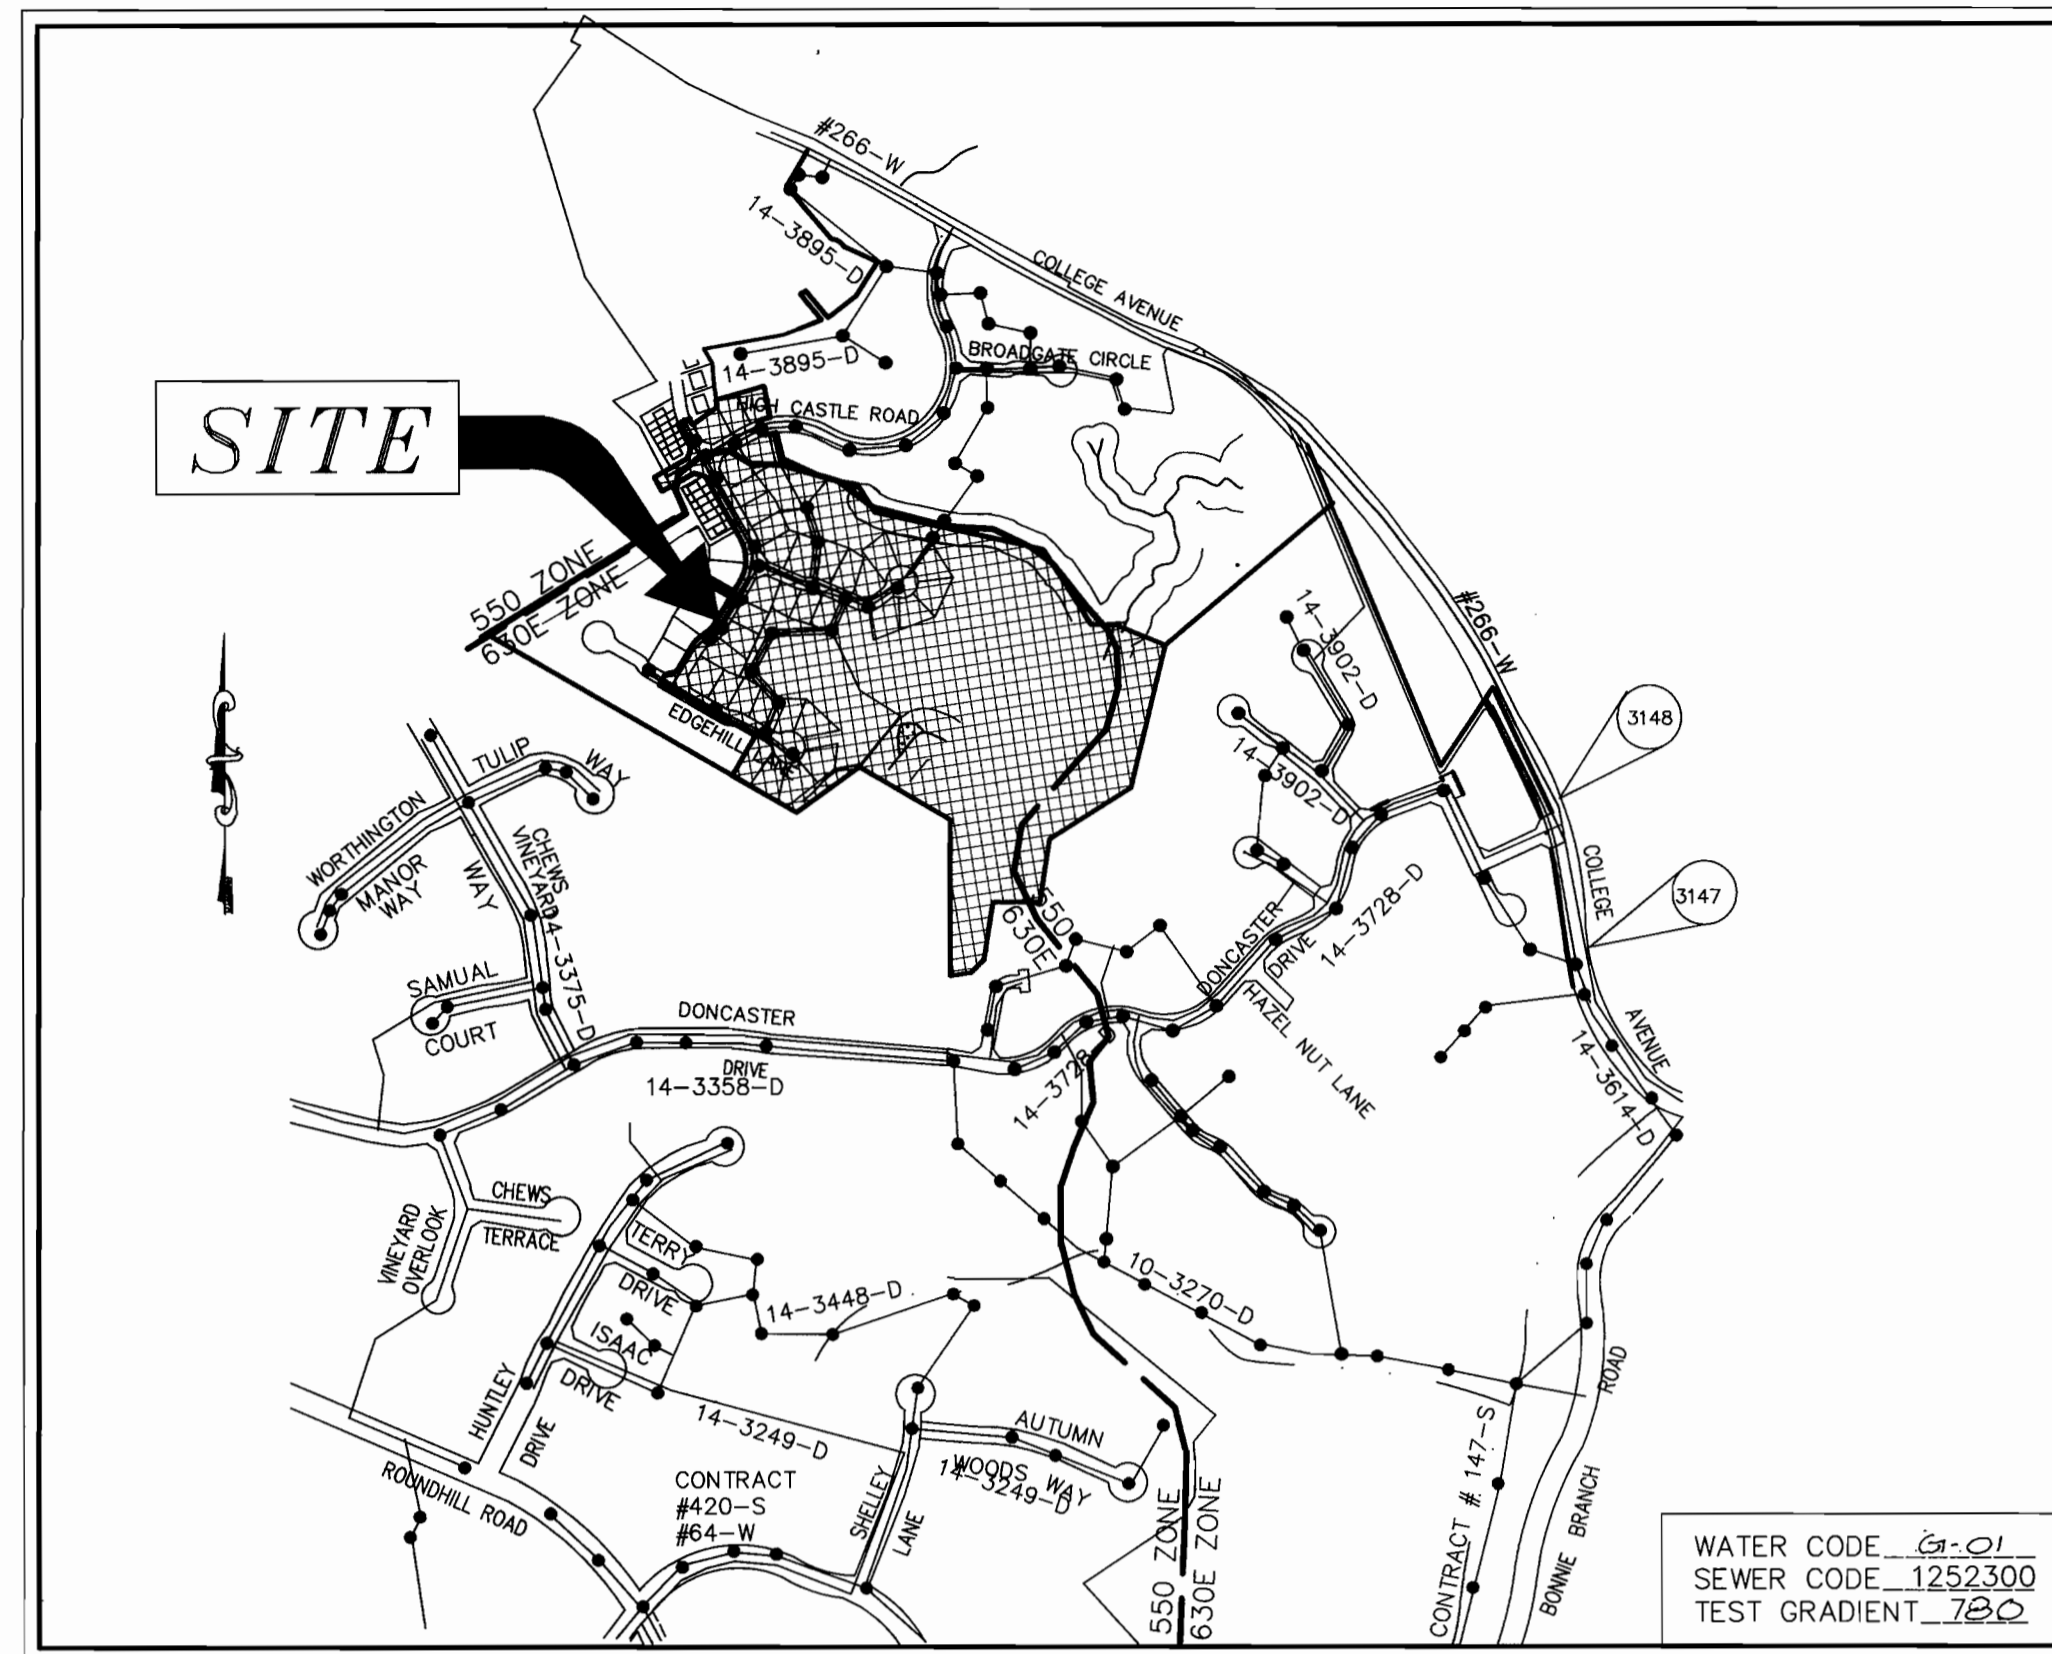 #266-W
14-3895-D
COLLEGE AVENUE
BROADGATE CIRCLE
14-3895-D
HIGH CASTLE ROAD
SITE
550 ZONE
630E ZONE
#266-W
14-3902-D
3148
EDGEHILL
LANE
14-3902-D
TULIP WAY
WORTHINGTON
MANOR
WAY
CHEWS
VINEYARD
WAY
14-3375-D
COLLEGE
3147
550
630E
DONCASTER
DRIVE
14-3728-D
SAMUAL
COURT
HAZEL NUT LANE
DONCASTER
DRIVE
14-3358-D
14-3728
AVENUE
14-3614-D
CHEWS
TERRACE
VINEYARD
OVERLOOK
TERRY
DRIVE
14-3448-D
10-3270-D
ISAAC
DRIVE
HUNTLEY
DRIVE
14-3249-D
AUTUMN
WOODS WAY
14-3249-D
ROUNDHILL ROAD
CONTRACT
#420-S
#64-W
SHELLEY
LANE
550 ZONE
630E ZONE
CONTRACT # 147-S
BONNIE BRANCH ROAD
WATER CODE G-01
SEWER CODE 1252300
TEST GRADIENT 780